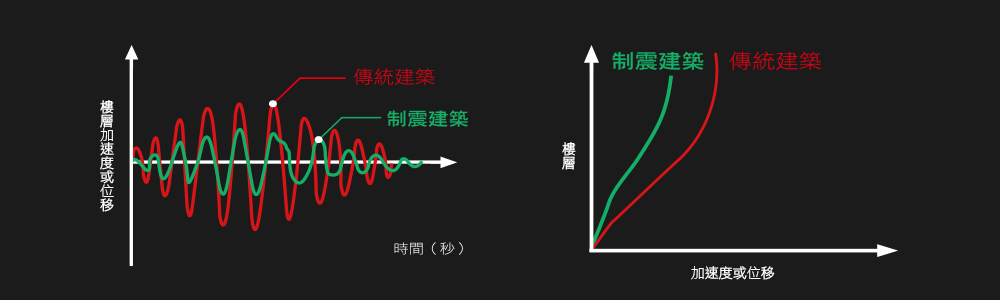 樓層加速度或位移
傳統建築
制震建築
時間（秒）
制震建築
傳統建築
樓層
加速度或位移